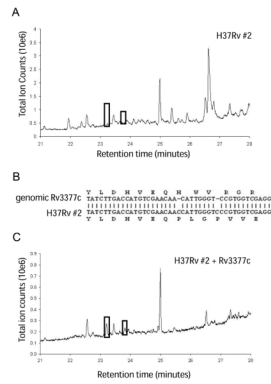 A
H37Rv #2
Total Ion Counts (10e6)
4
3.5
3
2.5
2
1.5
1
0.5
0
21 22 23 24 25 26 27 28
Retention time (minutes)
B
Y L D H V E Q H W V R G R
genomic Rv3377c TATCTTGACCATGTCGAACAA-CATTGGGT-CCGTGGTCGAGG
H37Rv #2 TATCTTGACCATGTCGAACAACCATTGGGTCCCGTGGTCGAGG
Y L D H V E Q P L G P V V E
C
H37Rv #2 + Rv3377c
Total ion counts (10e6)
0.9
0.8
0.7
0.6
0.5
0.4
0.3
0.2
0.1
0
21 22 23 24 25 26 27 28
Retention time (minutes)